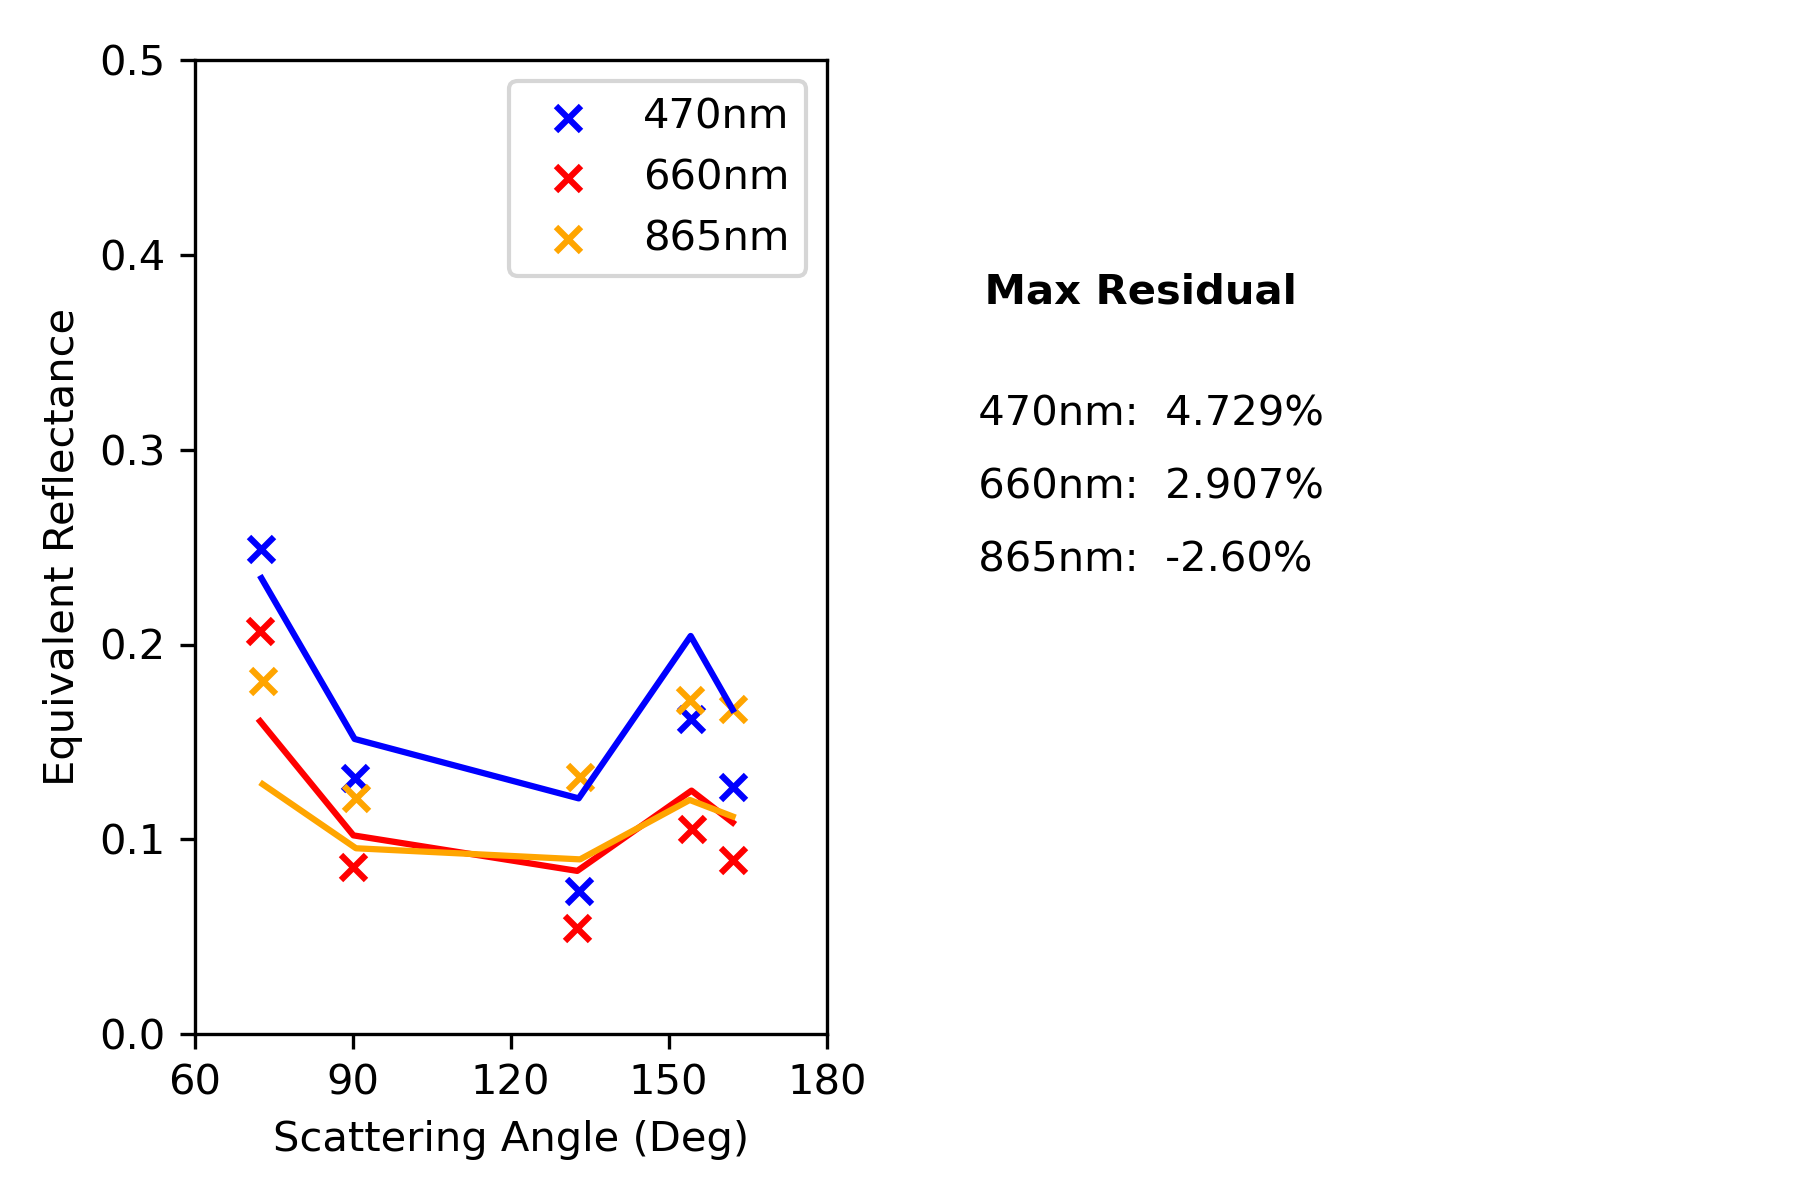 0.5
0.4
0.3
0.2
0.1
0.0
Equivalent Reflectance
60 90 120 150 180
Scattering Angle (Deg)
470nm
660nm
865nm
Max Residual
470nm: 4.729%
660nm: 2.907%
865nm: -2.60%